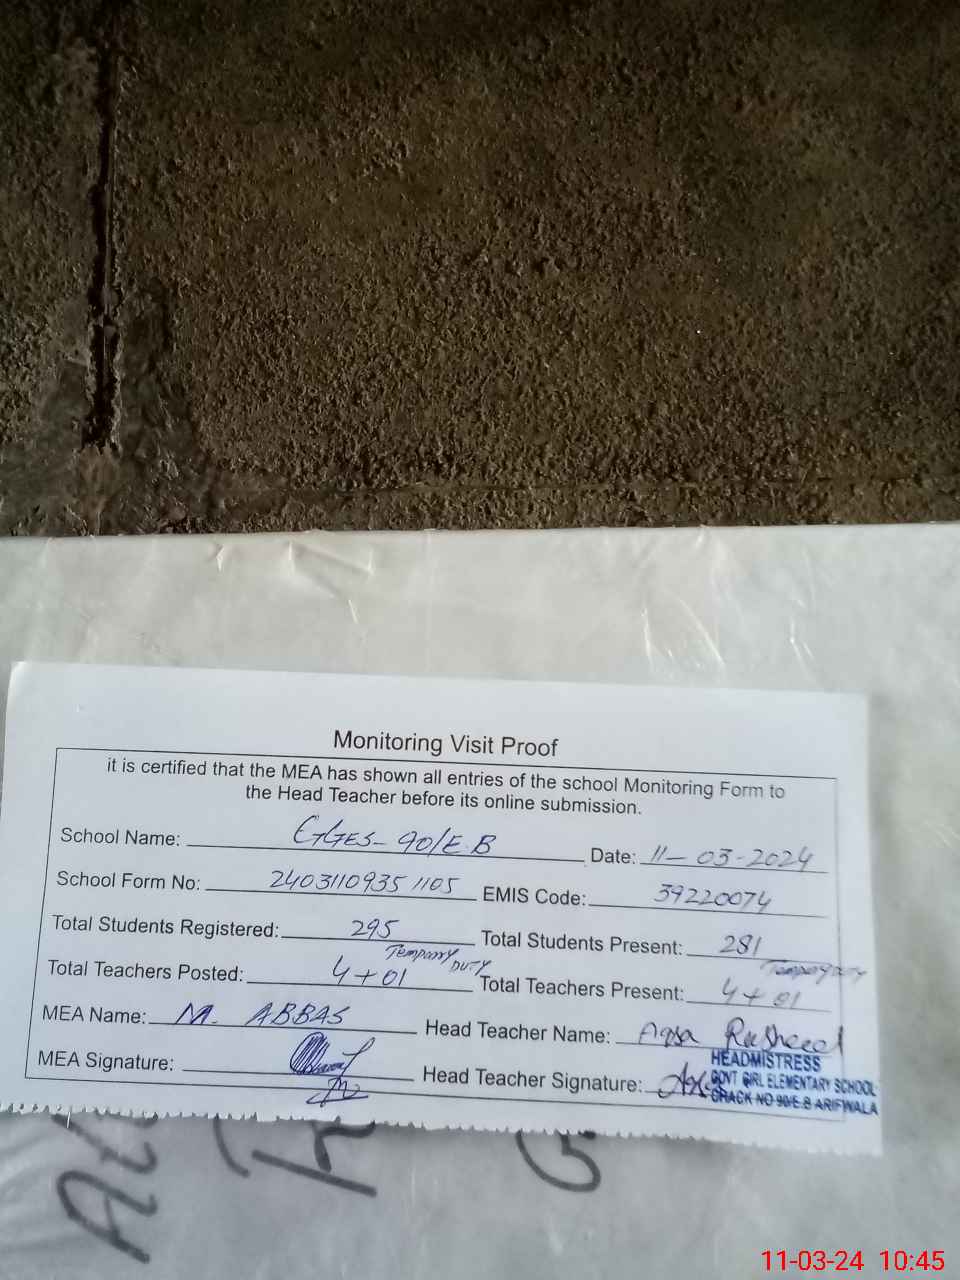 Monitoring Visit Proof
it is certified that the MEA has shown all entries of the school Monitoring Form to
the Head Teacher before its online submission.
School Name: GGES- 90/E.B Date: 11-03-2024
School Form No: 2403110935 1105 EMIS Code: 39220074
Total Students Registered: 295 Total Students Present: 281
Temporary DUTY Temporary DUTY
Total Teachers Posted: 4+01 Total Teachers Present: 4+01
MEA Name: M. ABBAS Head Teacher Name: Aqsa Rasheed
MEA Signature: Head Teacher Signature:
HEADMISTRESS
GOVT GIRL ELEMENTARY SCHOOL
CHACK NO 90/E.B ARIFWALA
11-03-24 10:45